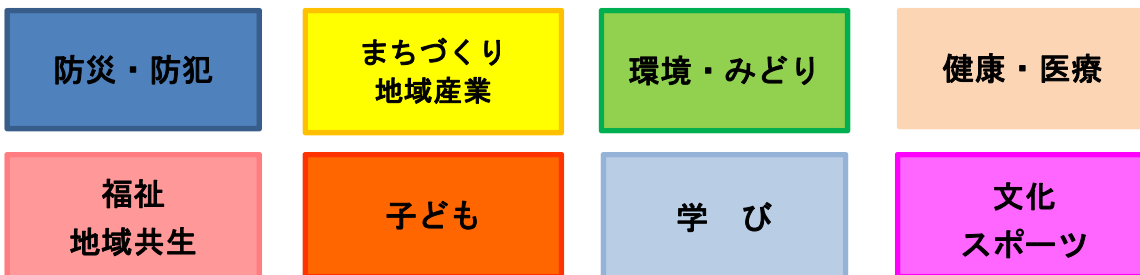 防災・防犯
まちづくり
地域産業
環境・みどり
健康・医療
福祉
地域共生
子ども
学　び
文化
スポーツ